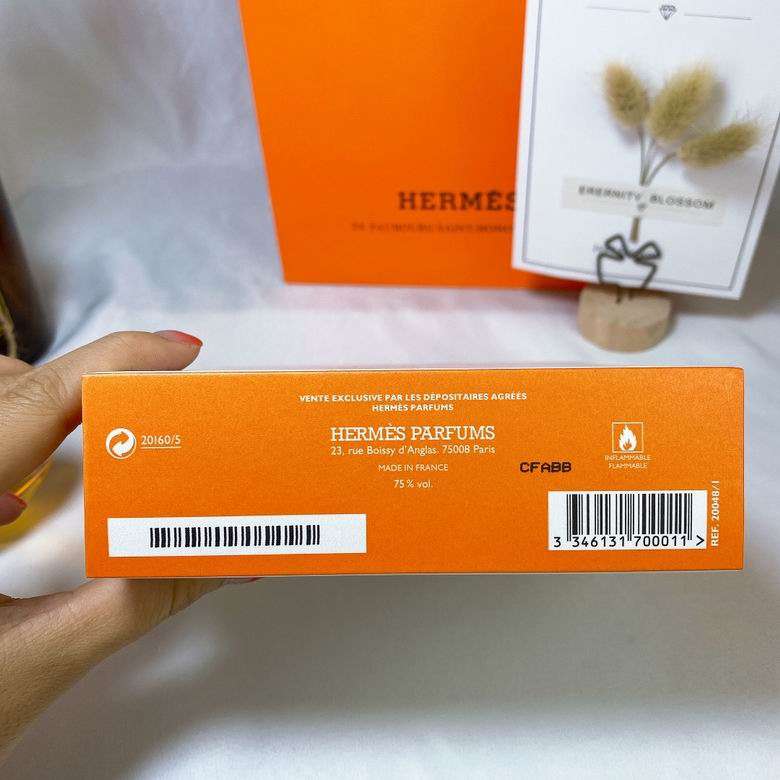 HERMÈS
ERERNITY BLOSSOM
VENTE EXCLUSIVE PAR LES DÉPOSITAIRES AGRÉÉS
HERMÈS PARFUMS
20160/5
HERMÈS PARFUMS
23, rue Boissy d'Anglas. 75008 Paris
MADE IN FRANCE
75 % vol.
CFABB
INFLAMMABLE
FLAMMABLE
3 346131 700011 >
REF. 20048/1